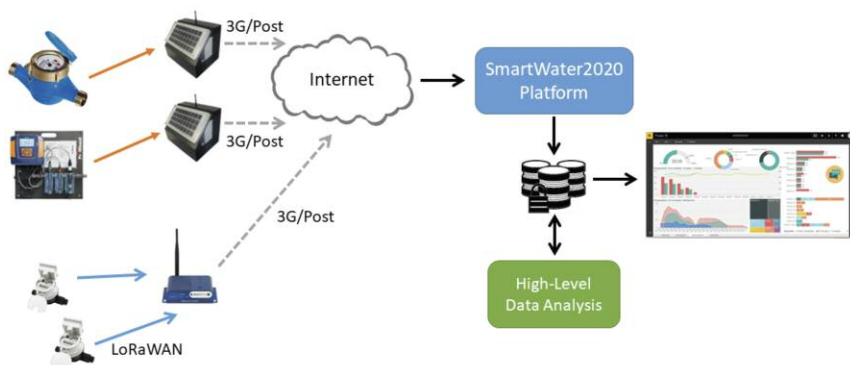 3G/Post
3G/Post
3G/Post
LoRaWAN
Internet
SmartWater2020
Platform
High-Level
Data Analysis